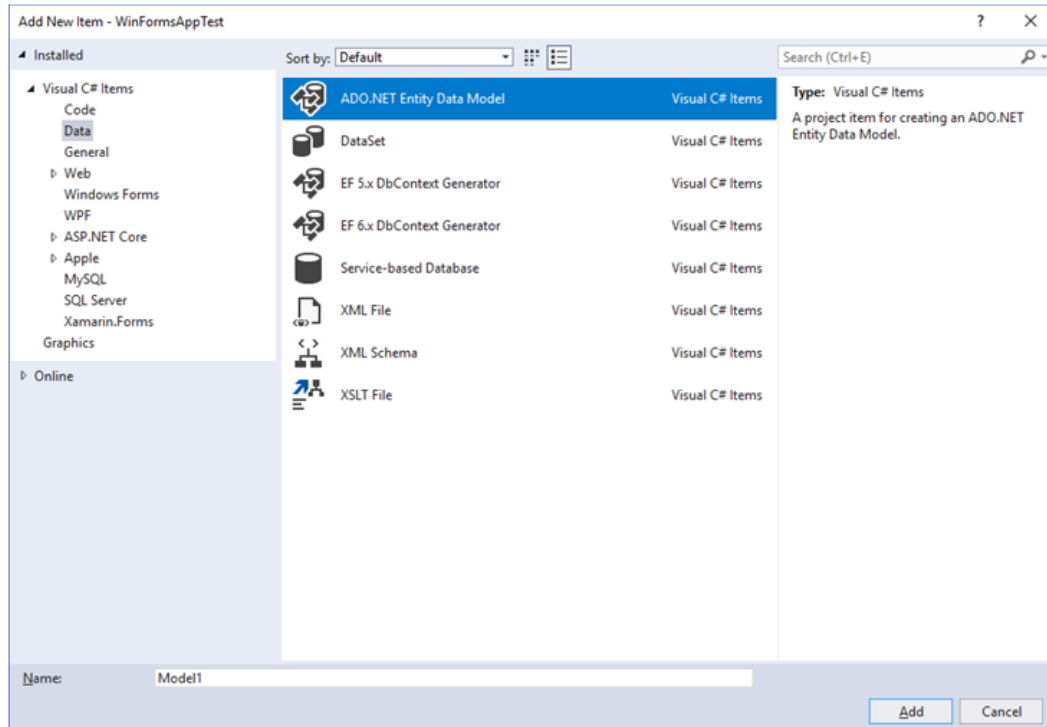 Add New Item - WinFormsAppTest
? ×
Installed
Sort by: Default
Search (Ctrl+E)
Visual C# Items
Code
Data
General
Web
Windows Forms
WPF
ASP.NET Core
Apple
MySQL
SQL Server
Xamarin.Forms
Graphics
Online
ADO.NET Entity Data Model Visual C# Items
DataSet Visual C# Items
EF 5.x DbContext Generator Visual C# Items
EF 6.x DbContext Generator Visual C# Items
Service-based Database Visual C# Items
XML File Visual C# Items
XML Schema Visual C# Items
XSLT File Visual C# Items
Type: Visual C# Items
A project item for creating an ADO.NET
Entity Data Model.
Name: Model1
Add Cancel